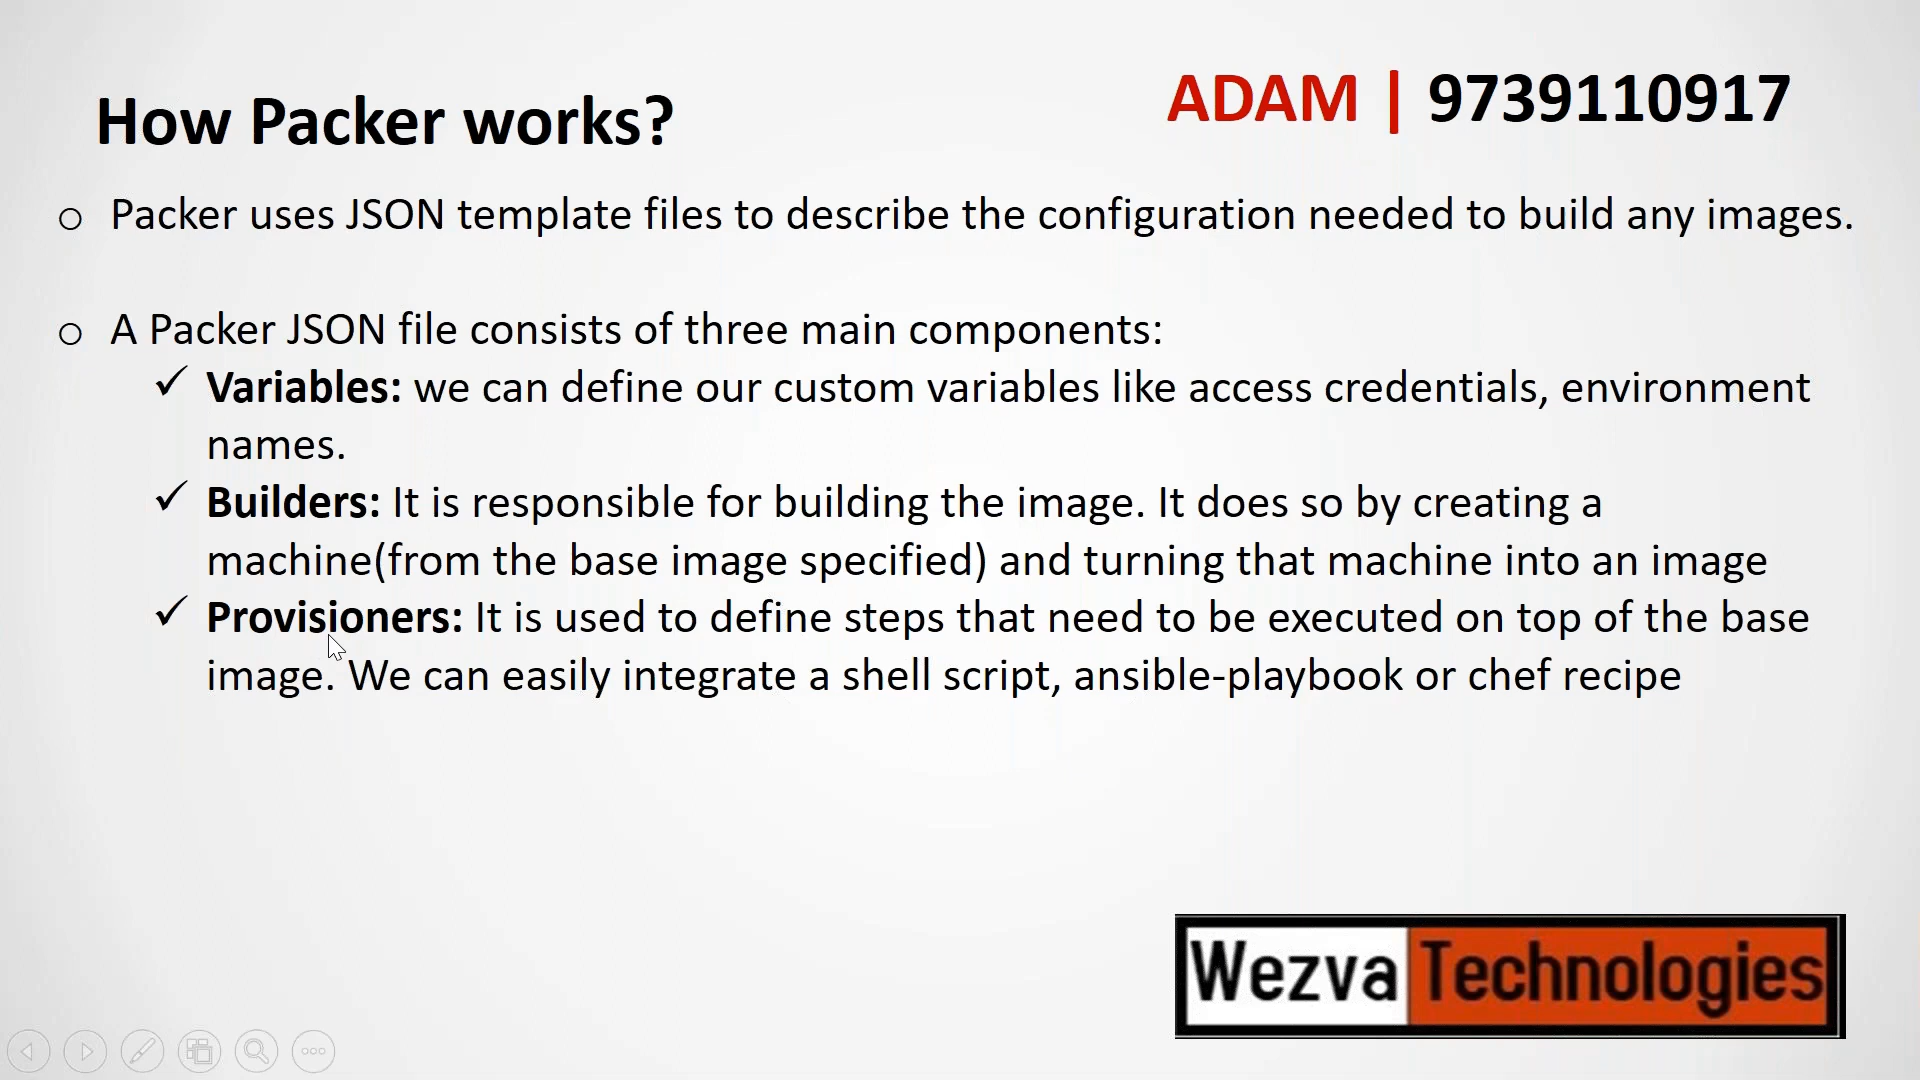 How Packer works?
ADAM | 9739110917
o Packer uses JSON template files to describe the configuration needed to build any images.
o A Packer JSON file consists of three main components:
✓ Variables: we can define our custom variables like access credentials, environment
names.
✓ Builders: It is responsible for building the image. It does so by creating a
machine(from the base image specified) and turning that machine into an image
✓ Provisioners: It is used to define steps that need to be executed on top of the base
image. We can easily integrate a shell script, ansible-playbook or chef recipe
Wezva Technologies